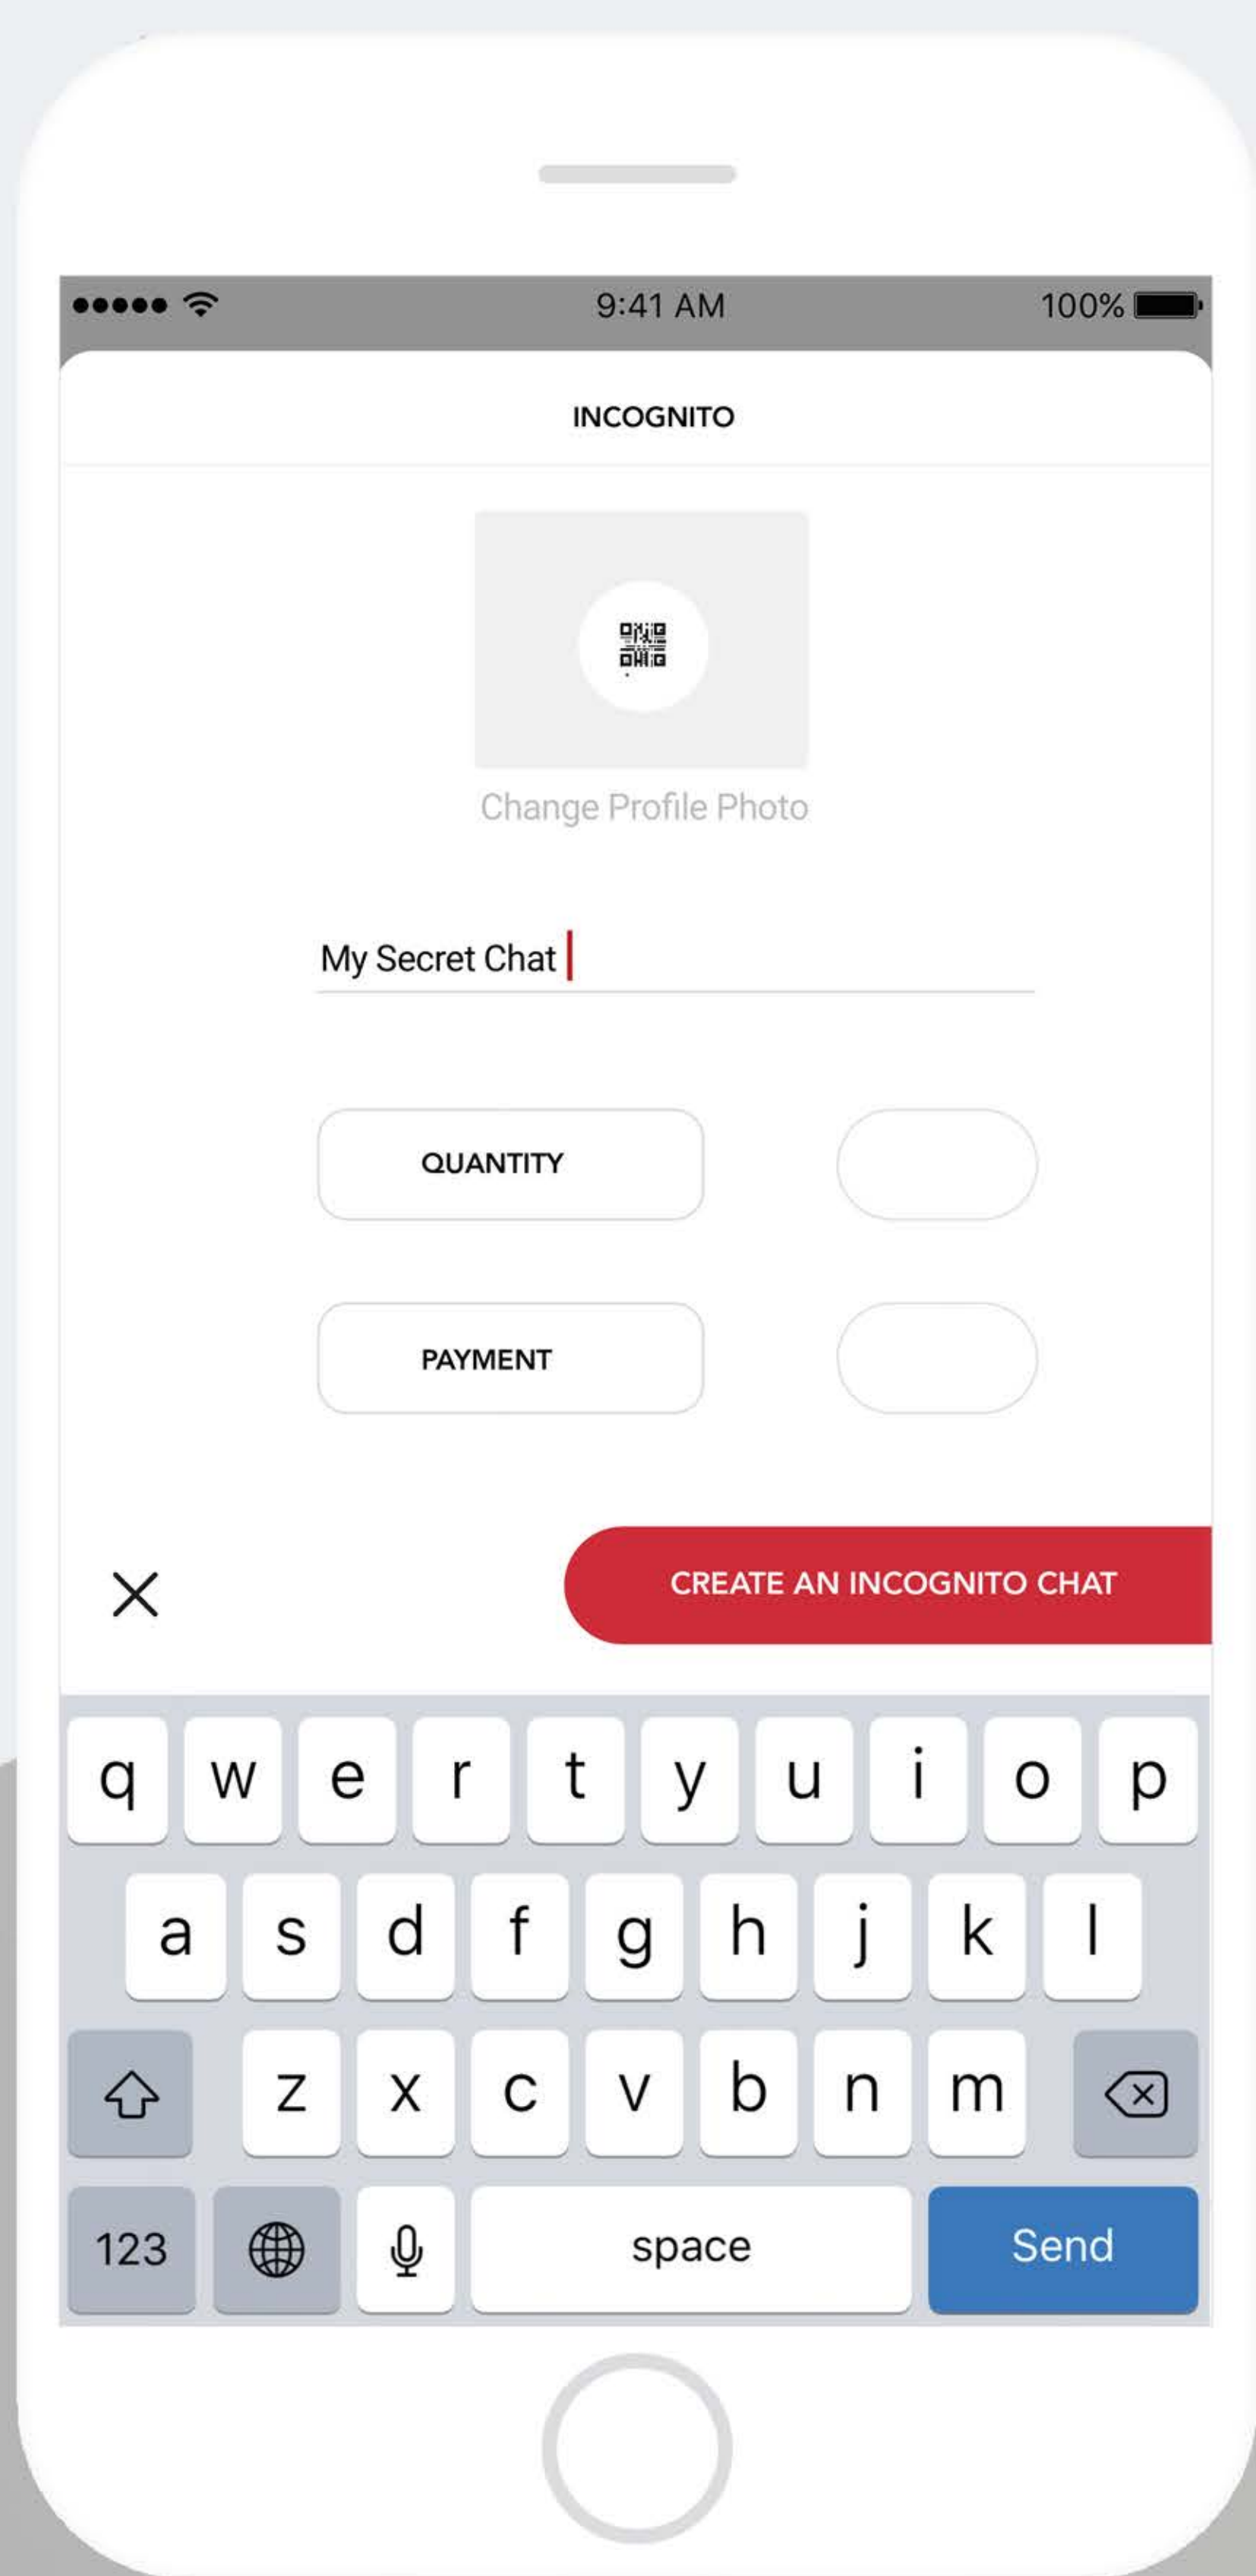 9:41 AM 100%
INCOGNITO
Change Profile Photo
My Secret Chat
QUANTITY
PAYMENT
CREATE AN INCOGNITO CHAT
q w e r t y u i o p
a s d f g h j k l
z x c v b n m
123 space Send